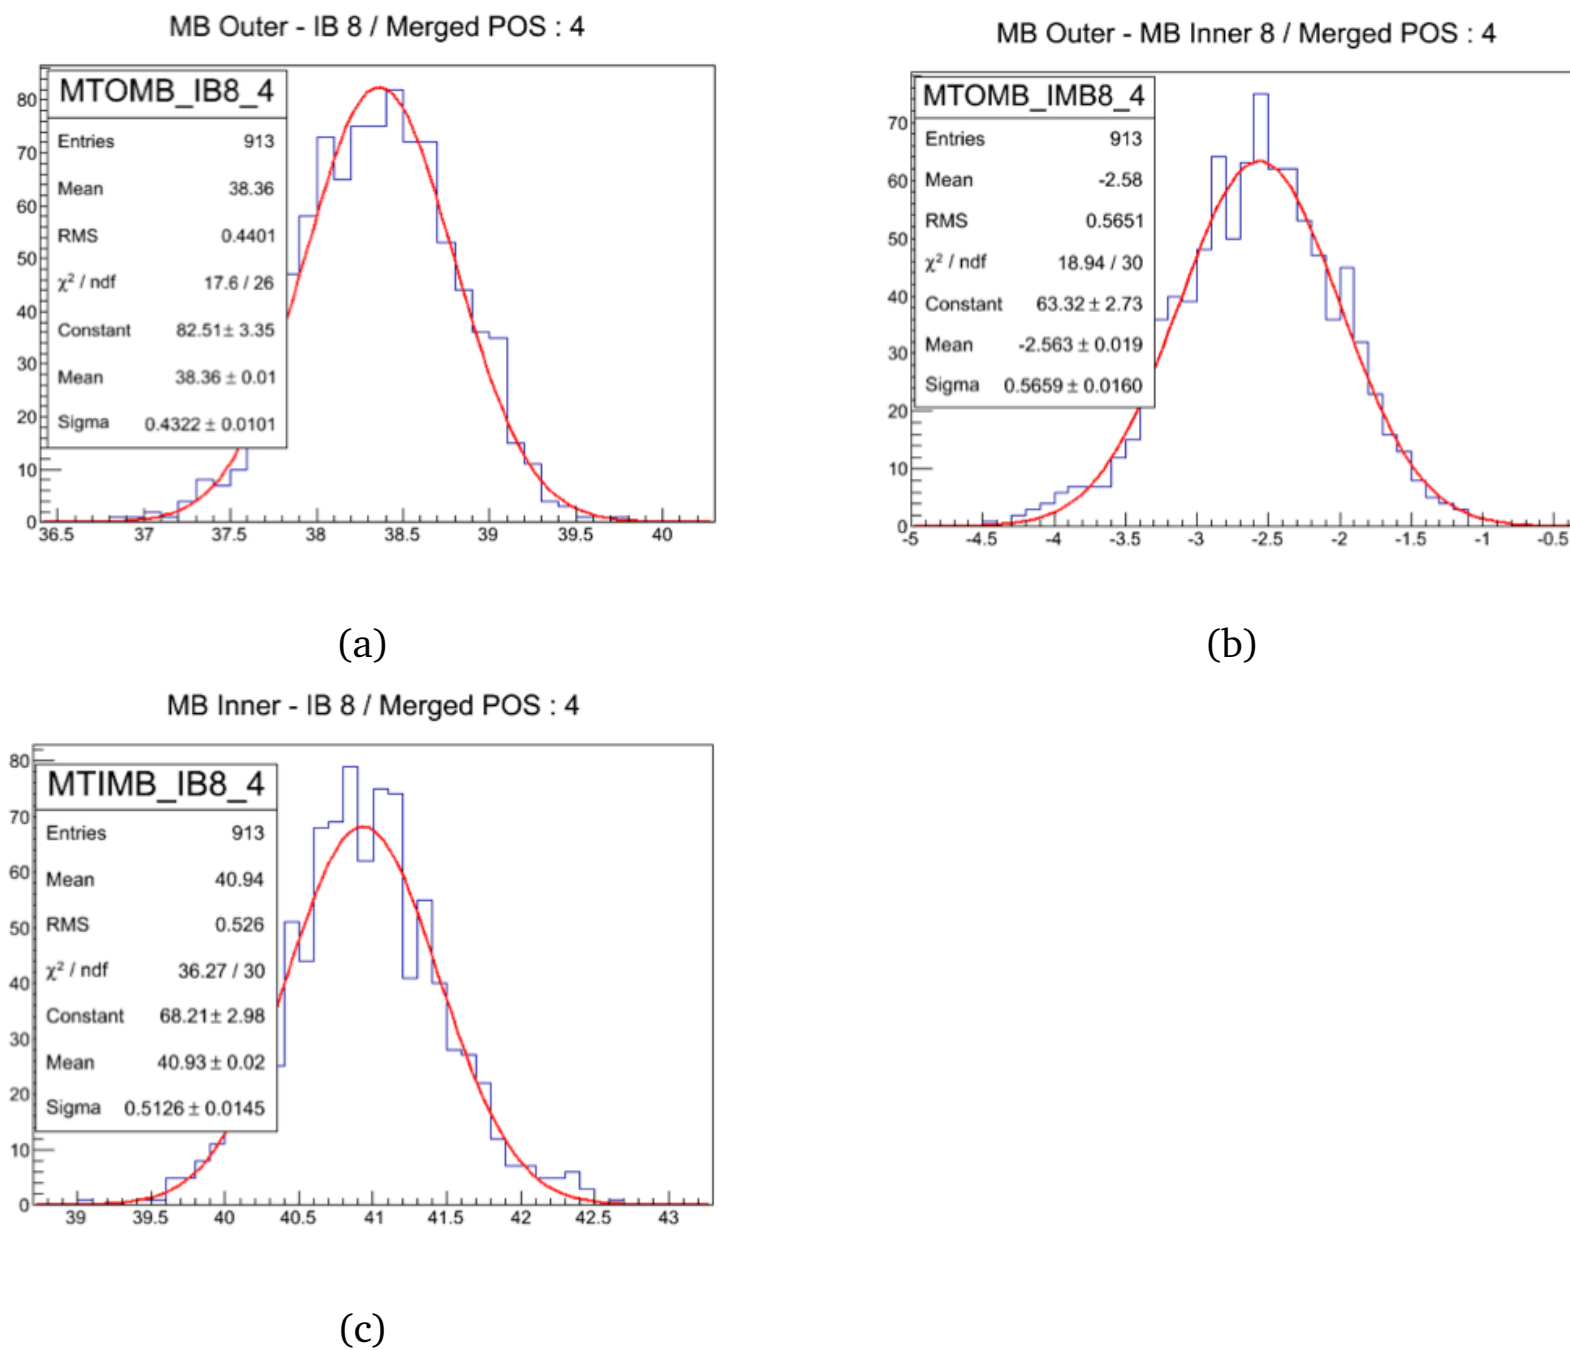 MB Outer - IB 8 / Merged POS : 4
MTOMB_IB8_4
Entries 913
Mean 38.36
RMS 0.4401
χ² / ndf 17.6 / 26
Constant 82.51± 3.35
Mean 38.36 ± 0.01
Sigma 0.4322 ± 0.0101
80
70
60
50
40
30
20
10
0
36.5 37 37.5 38 38.5 39 39.5 40
(a)
MB Outer - MB Inner 8 / Merged POS : 4
MTOMB_IMB8_4
Entries 913
Mean -2.58
RMS 0.5651
χ² / ndf 18.94 / 30
Constant 63.32 ± 2.73
Mean -2.563 ± 0.019
Sigma 0.5659 ± 0.0160
70
60
50
40
30
20
10
0
-5 -4.5 -4 -3.5 -3 -2.5 -2 -1.5 -1 -0.5
(b)
MB Inner - IB 8 / Merged POS : 4
MTIMB_IB8_4
Entries 913
Mean 40.94
RMS 0.526
χ² / ndf 36.27 / 30
Constant 68.21± 2.98
Mean 40.93 ± 0.02
Sigma 0.5126 ± 0.0145
80
70
60
50
40
30
20
10
0
39 39.5 40 40.5 41 41.5 42 42.5 43
(c)